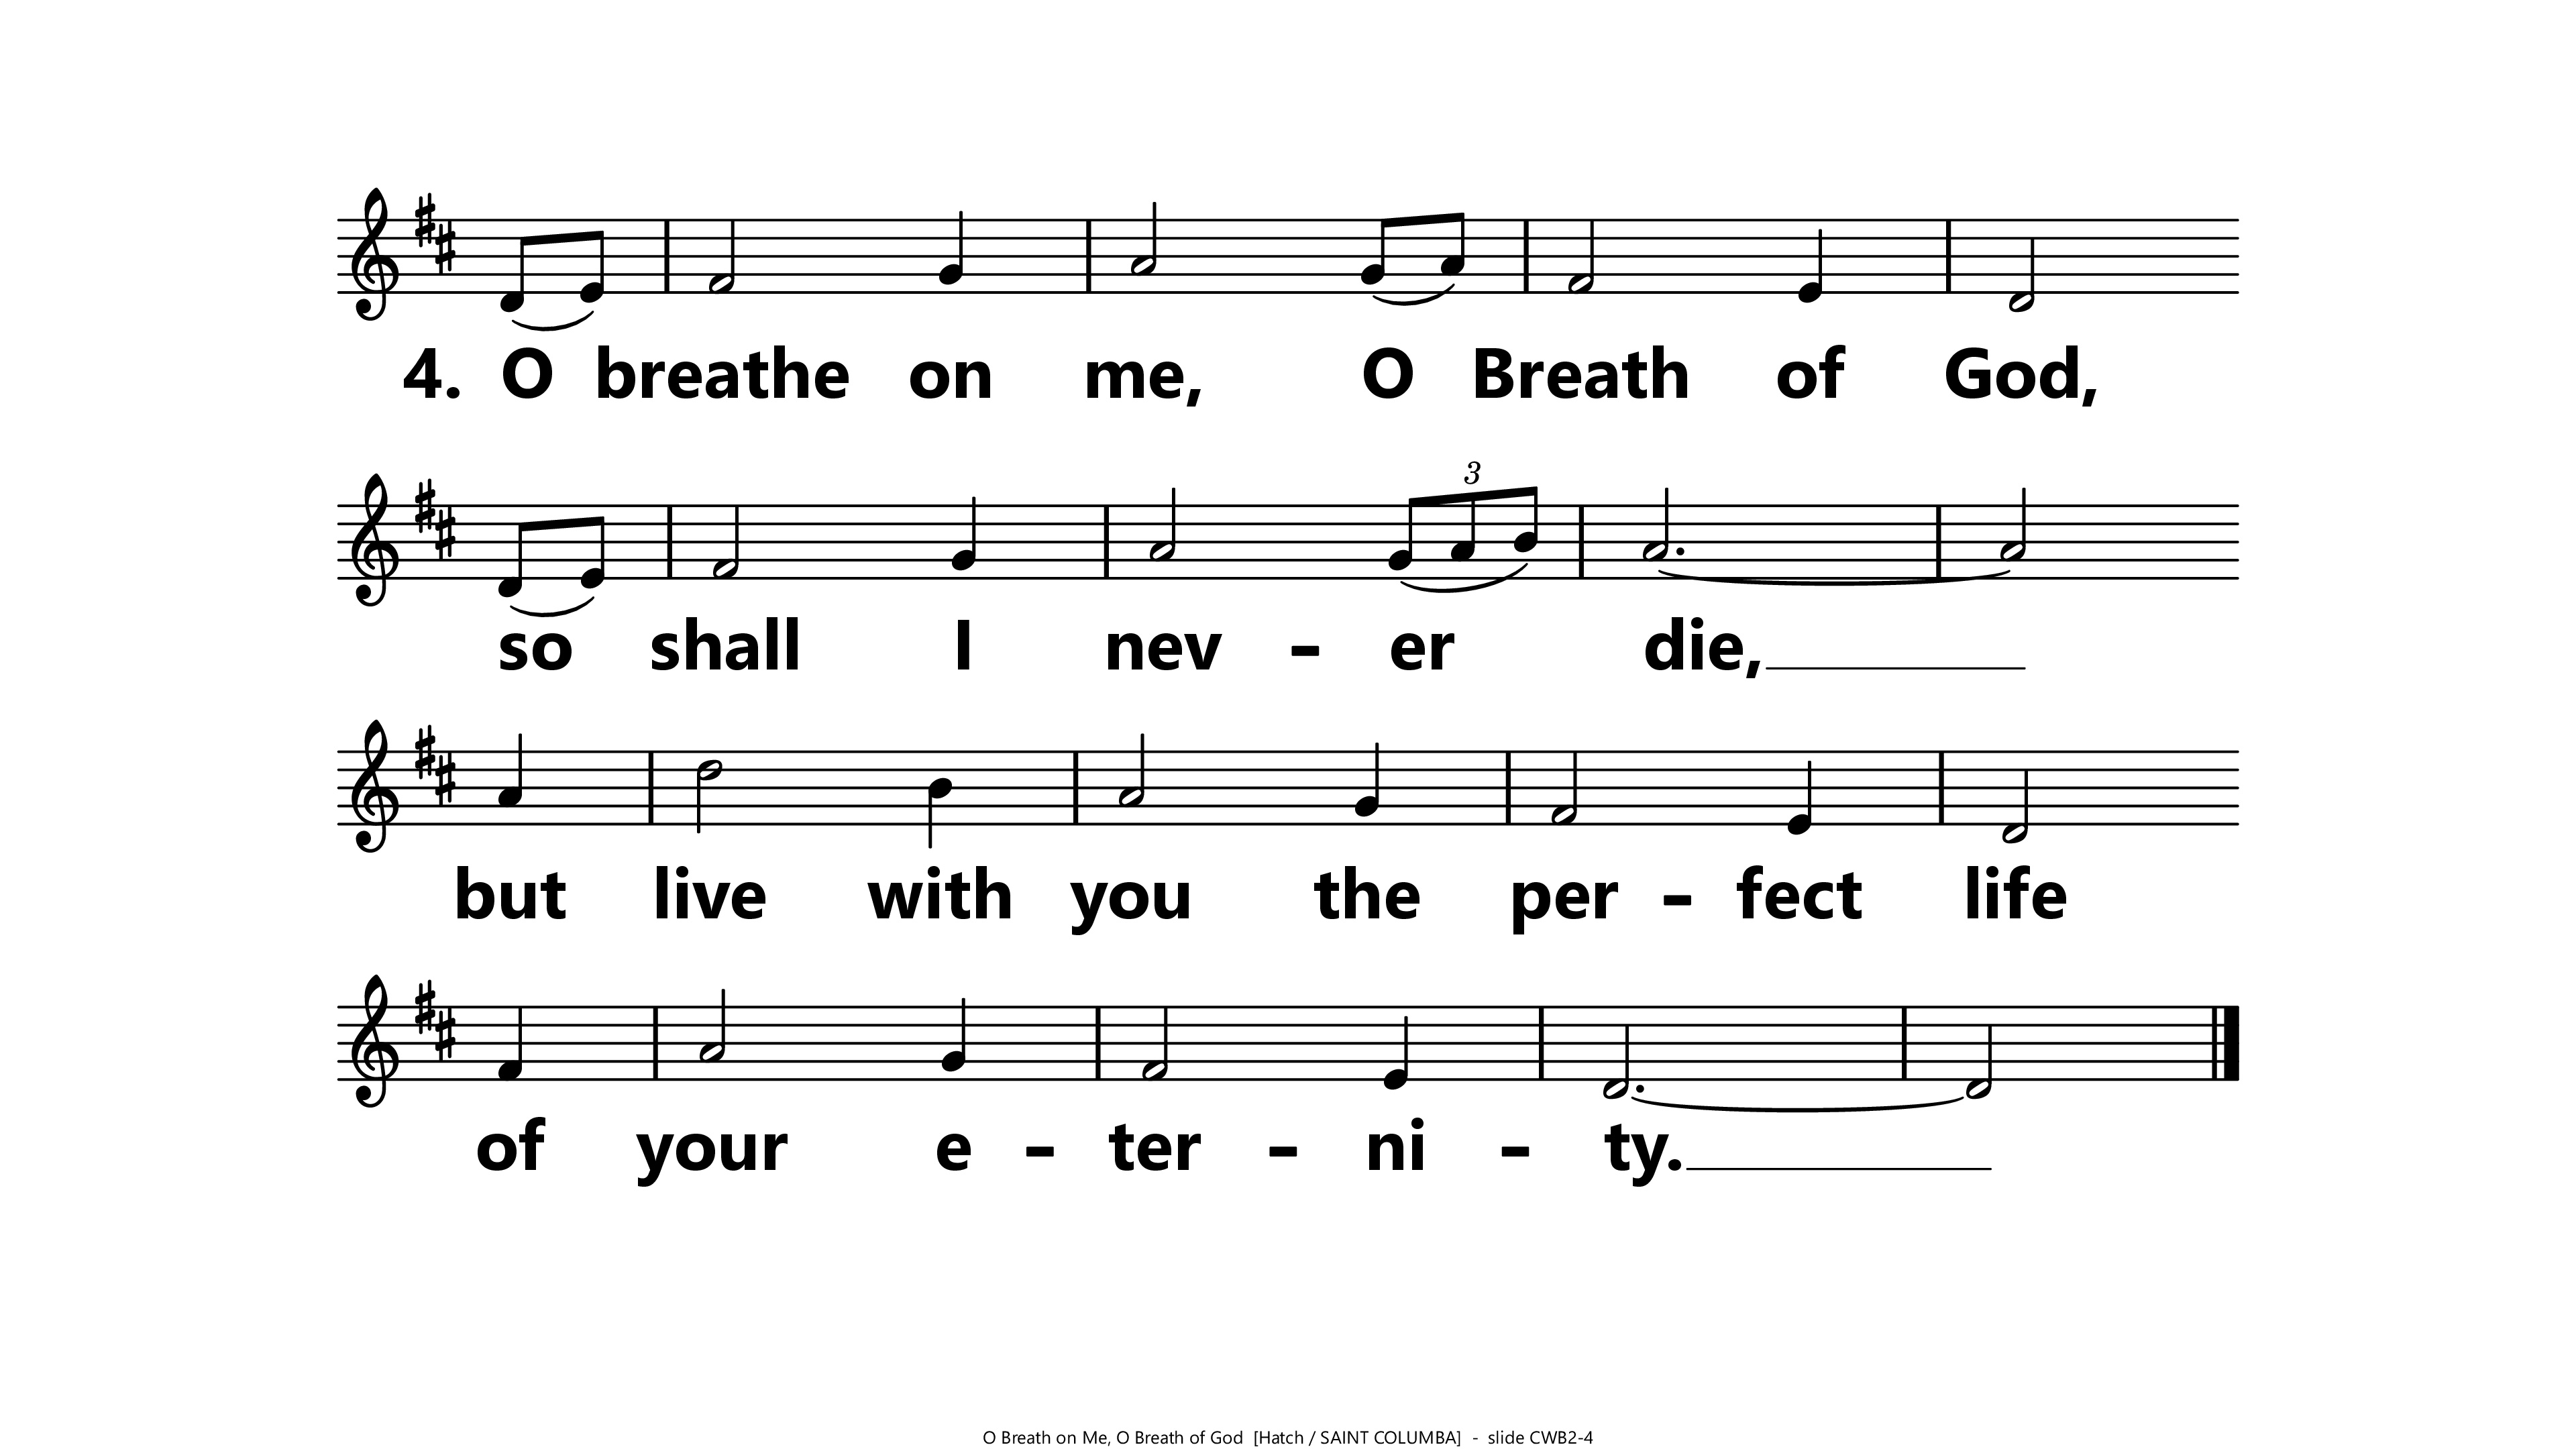 4. O breathe on me, O Breath of God,
3
so shall I nev - er die,
but live with you the per - fect life
of your e - ter - ni - ty.
O Breath on Me, O Breath of God [Hatch / SAINT COLUMBA] - slide CWB2-4